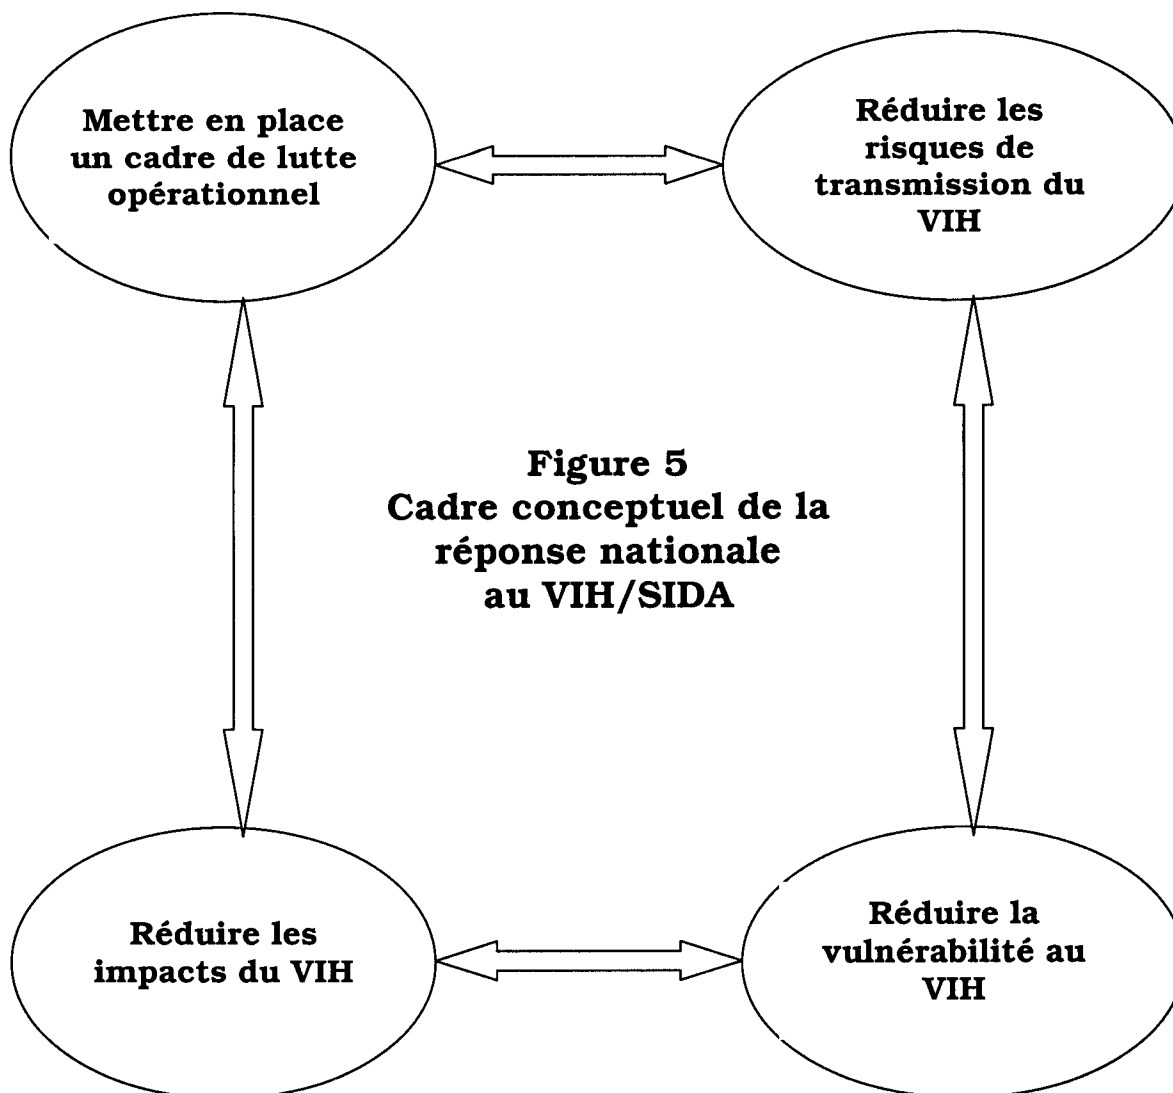 Mettre en place
un cadre de lutte
opérationnel
Réduire les
risques de
transmission du
VIH
Figure 5
Cadre conceptuel de la
réponse nationale
au VIH/SIDA
Réduire les
impacts du VIH
Réduire la
vulnérabilité au
VIH